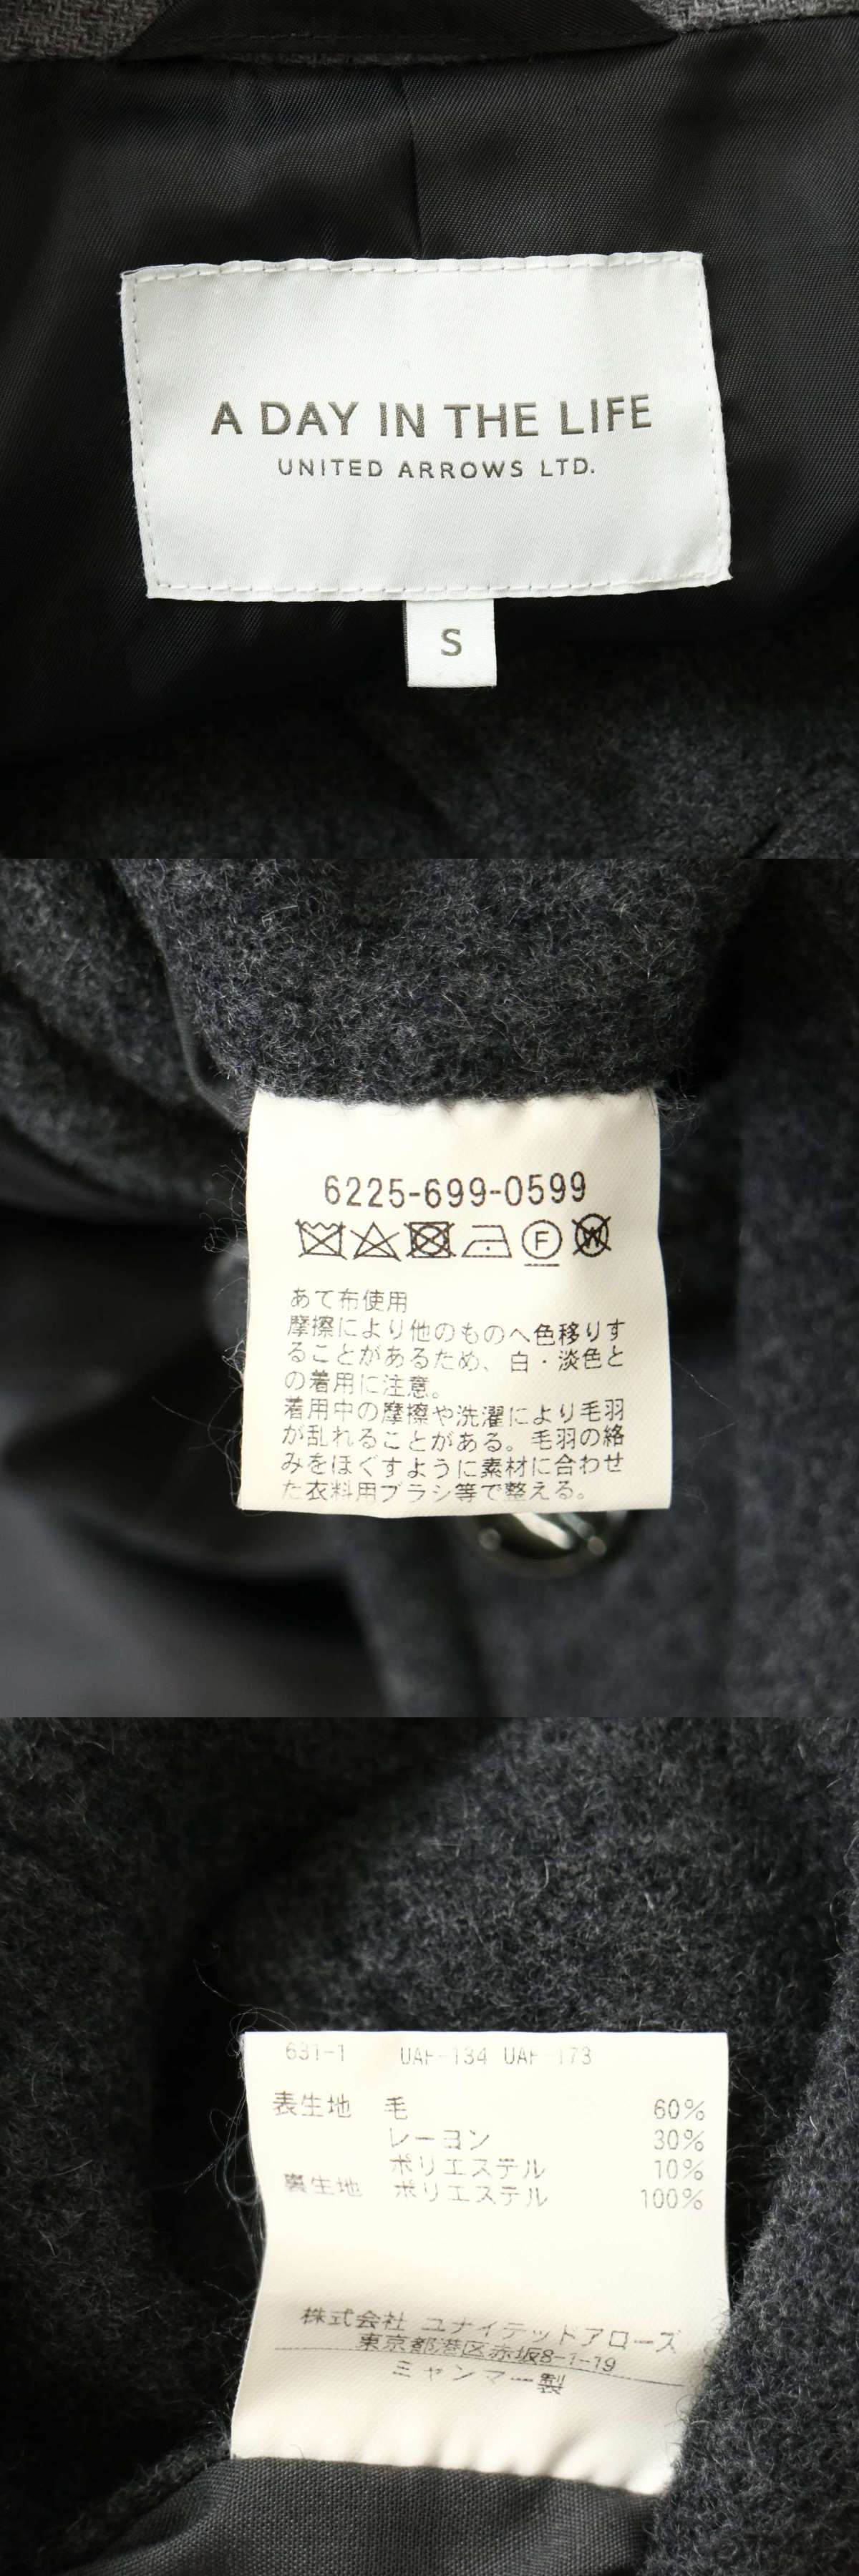 A DAY IN THE LIFE
UNITED ARROWS LTD.
S
6225-699-0599
F W
あて布使用
摩擦により他のものへ色移りす
ることがあるため、白・淡色と
の着用に注意。
着用中の摩擦や洗濯により毛羽
が乱れることがある。毛羽の絡
みをほぐすように素材に合わせ
た衣料用ブラシ等で整える。
631-1 UAF-134 UAF-173
表生地 毛 60%
レーヨン 30%
ポリエステル 10%
裏生地 ポリエステル 100%
株式会社 ユナイテッドアローズ
東京都港区赤坂8-1-19
ミャンマー製